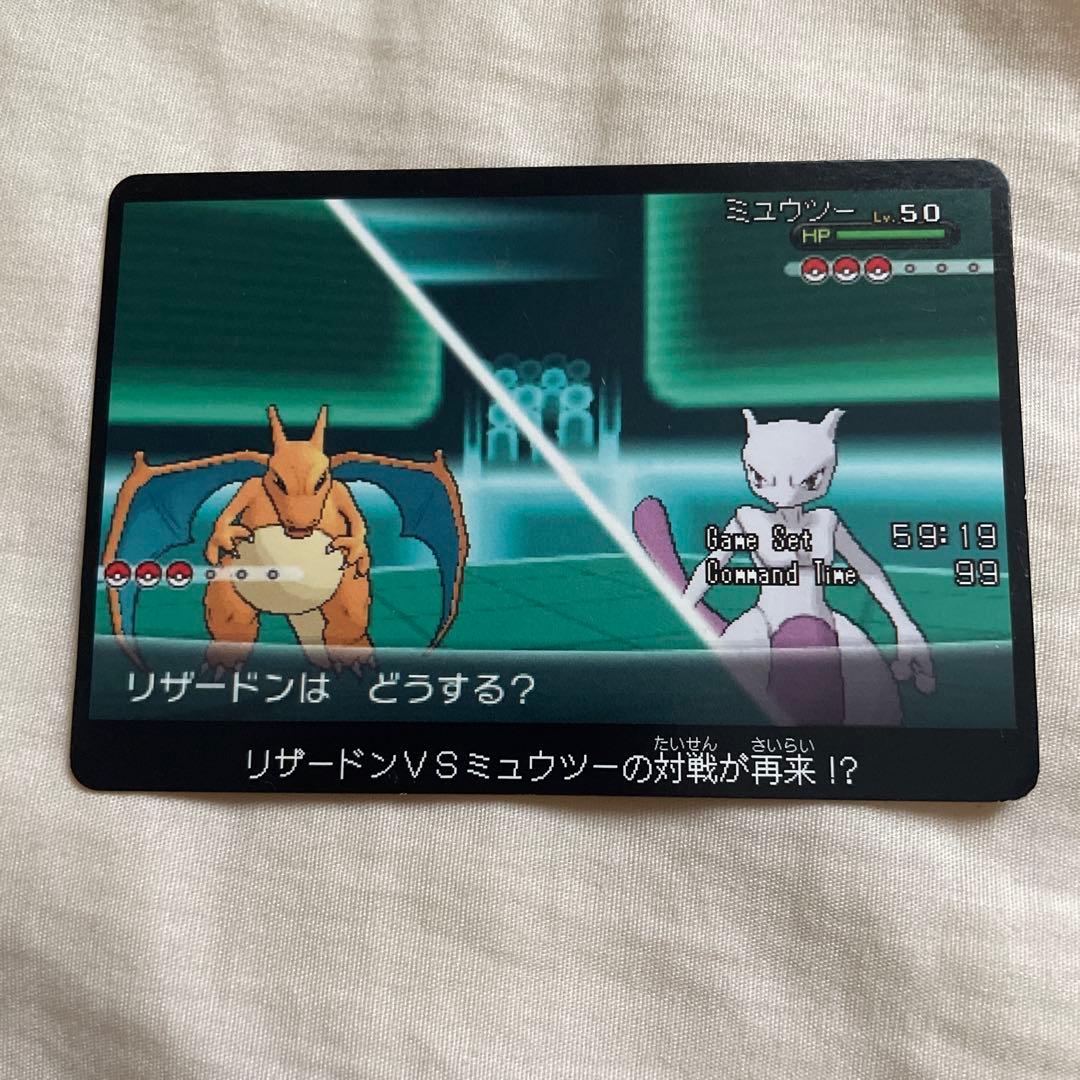 ミュウツー Lv.50
HP
Game Set 59:19
Command Time 99
リザードンは どうする?
たいせん さいらい
リザードンVSミュウツーの対戦が再来!?